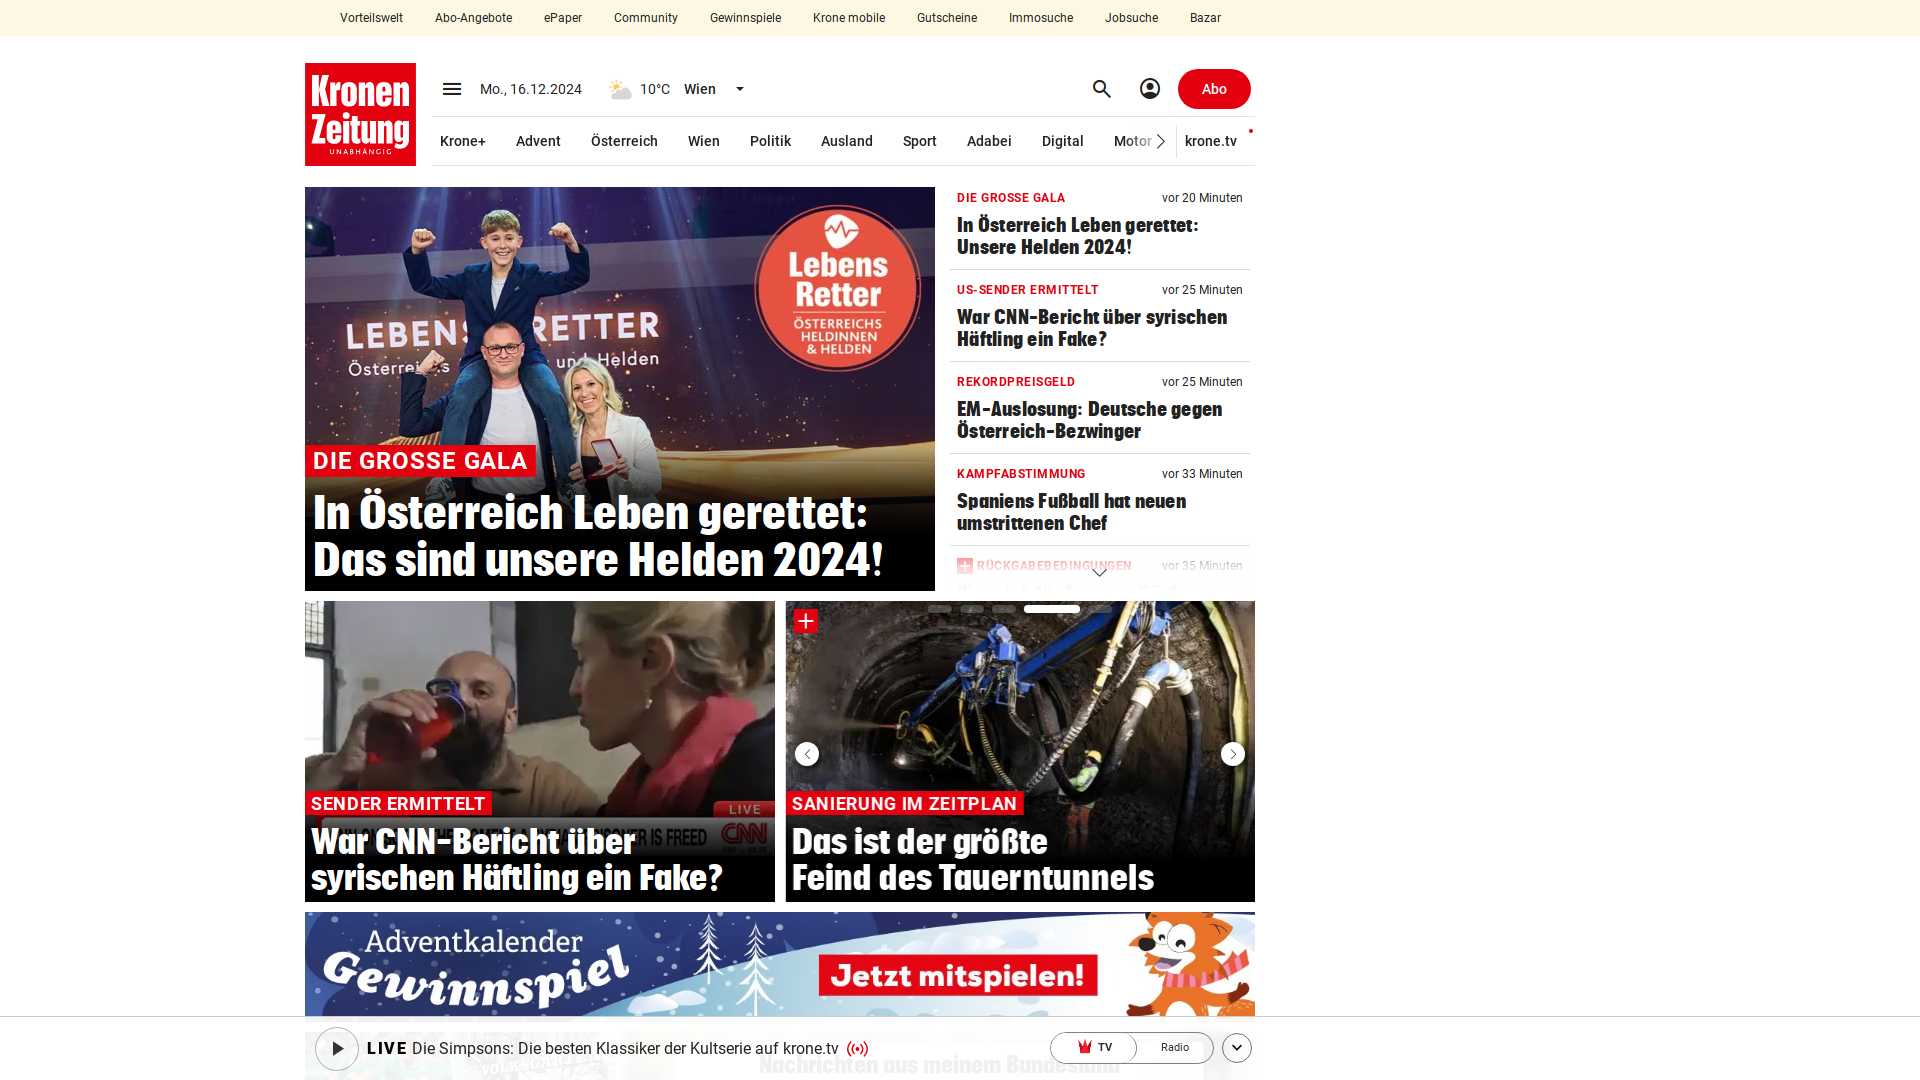 Vorteilswelt Abo-Angebote ePaper Community Gewinnspiele Krone mobile Gutscheine Immosuche Jobsuche Bazar
Kronen
Zeitung
UNABHÄNGIG
Mo., 16.12.2024 10°C Wien Abo
Krone+ Advent Österreich Wien Politik Ausland Sport Adabei Digital Motor krone.tv
LEBENS RETTER
Österreichs und Helden
Lebens
Retter
ÖSTERREICHS
HELDINNEN
& HELDEN
DIE GROSSE GALA
In Österreich Leben gerettet:
Das sind unsere Helden 2024!
DIE GROSSE GALA vor 20 Minuten
In Österreich Leben gerettet:
Unsere Helden 2024!
US-SENDER ERMITTELT vor 25 Minuten
War CNN-Bericht über syrischen
Häftling ein Fake?
REKORDPREISGELD vor 25 Minuten
EM-Auslosung: Deutsche gegen
Österreich-Bezwinger
KAMPFABSTIMMUNG vor 33 Minuten
Spaniens Fußball hat neuen
umstrittenen Chef
RÜCKGABEBEDINGUNGEN vor 35 Minuten
LIVE
CNN
IS FREED
SENDER ERMITTELT
War CNN-Bericht über
syrischen Häftling ein Fake?
SANIERUNG IM ZEITPLAN
Das ist der größte
Feind des Tauerntunnels
Adventkalender
Gewinnspiel
Jetzt mitspielen!
LIVE Die Simpsons: Die besten Klassiker der Kultserie auf krone.tv
TV Radio
Nachrichten aus meinem Bundesland